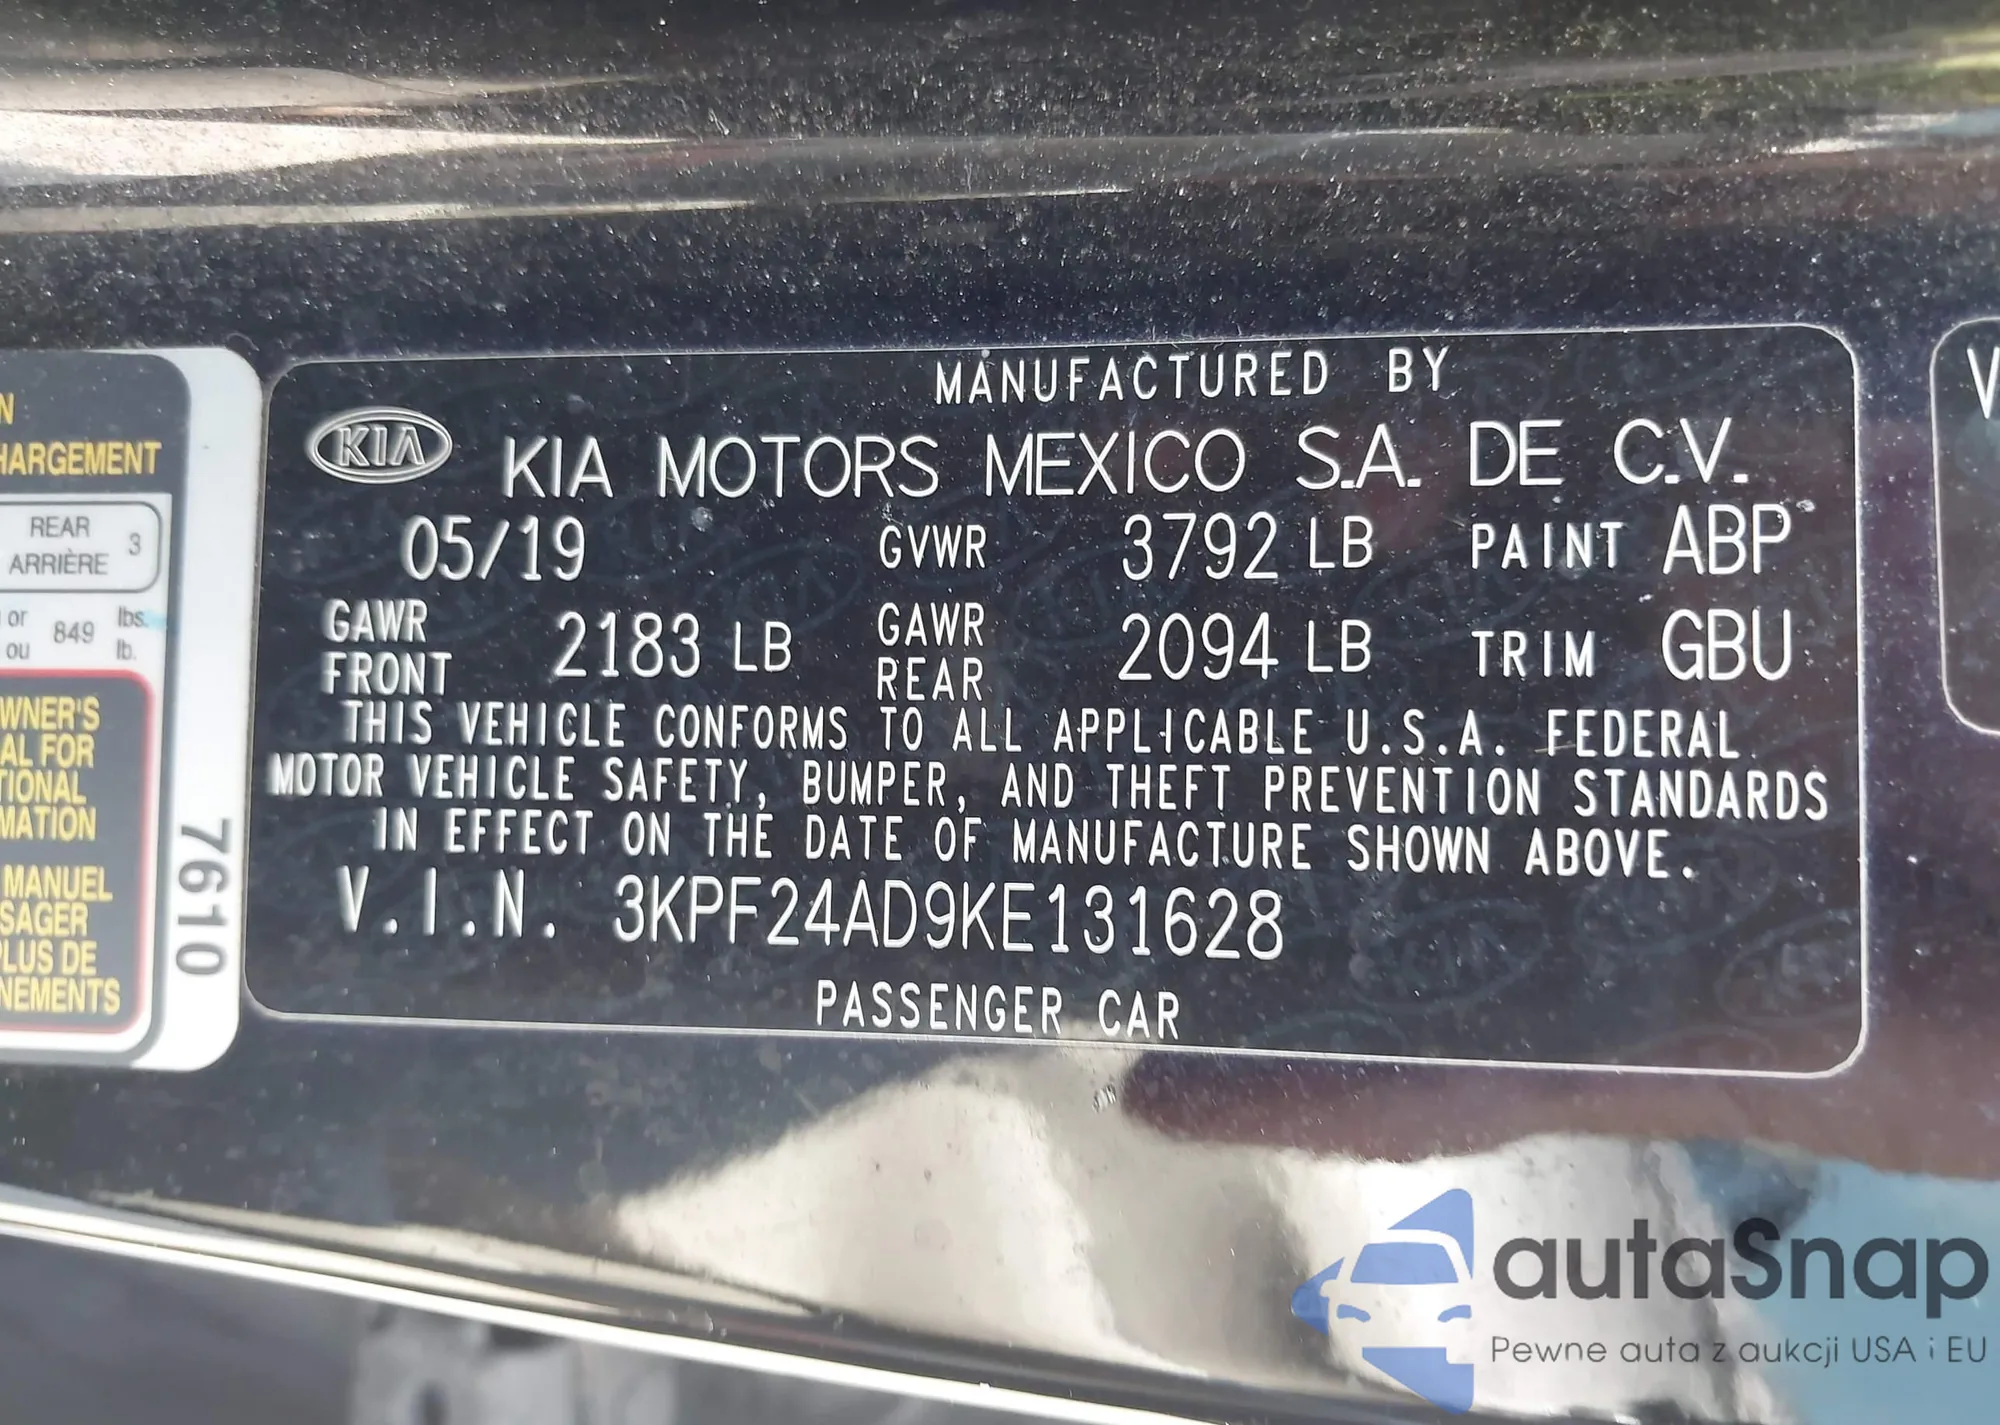 MANUFACTURED BY
KIA KIA MOTORS MEXICO S.A. DE C.V.
05/19 GVWR 3792 LB PAINT ABP
GAWR FRONT 2183 LB GAWR REAR 2094 LB TRIM GBU
THIS VEHICLE CONFORMS TO ALL APPLICABLE U.S.A. FEDERAL
MOTOR VEHICLE SAFETY, BUMPER, AND THEFT PREVENTION STANDARDS
IN EFFECT ON THE DATE OF MANUFACTURE SHOWN ABOVE.
V.I.N. 3KPF24AD9KE131628
PASSENGER CAR
N
HARGEMENT
REAR
ARRIÈRE 3
or 849 lbs.
ou lb.
WNER'S
AL FOR
TIONAL
MATION
MANUEL
SAGER
PLUS DE
NEMENTS
7610
V
autaSnap
Pewne auta z aukcji USA i EU